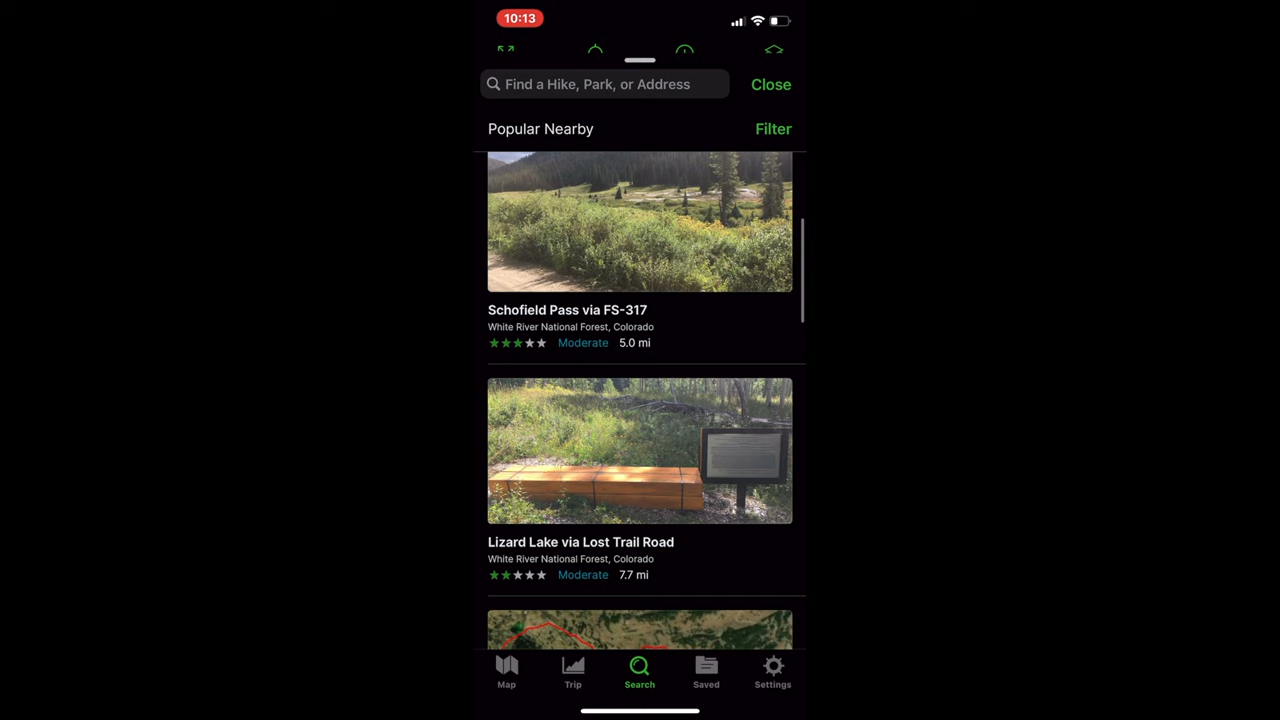 10:13
Find a Hike, Park, or Address
Close
Popular Nearby
Filter
Schofield Pass via FS-317
White River National Forest, Colorado
Moderate 5.0 mi
Lizard Lake via Lost Trail Road
White River National Forest, Colorado
Moderate 7.7 mi
Map Trip Search Saved Settings